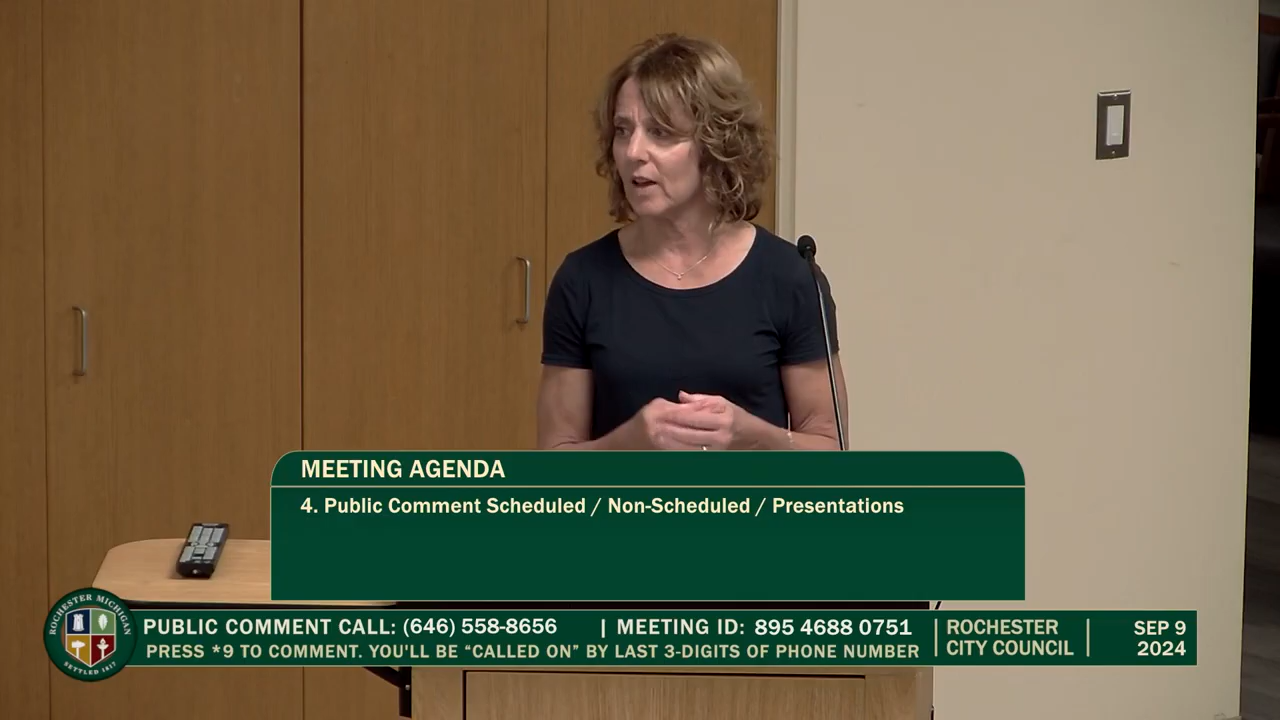 MEETING AGENDA
4. Public Comment Scheduled / Non-Scheduled / Presentations
ROCHESTER MICHIGAN
SETTLED 1817
PUBLIC COMMENT CALL: (646) 558-8656 | MEETING ID: 895 4688 0751
PRESS *9 TO COMMENT. YOU'LL BE “CALLED ON” BY LAST 3-DIGITS OF PHONE NUMBER
ROCHESTER
CITY COUNCIL
SEP 9
2024